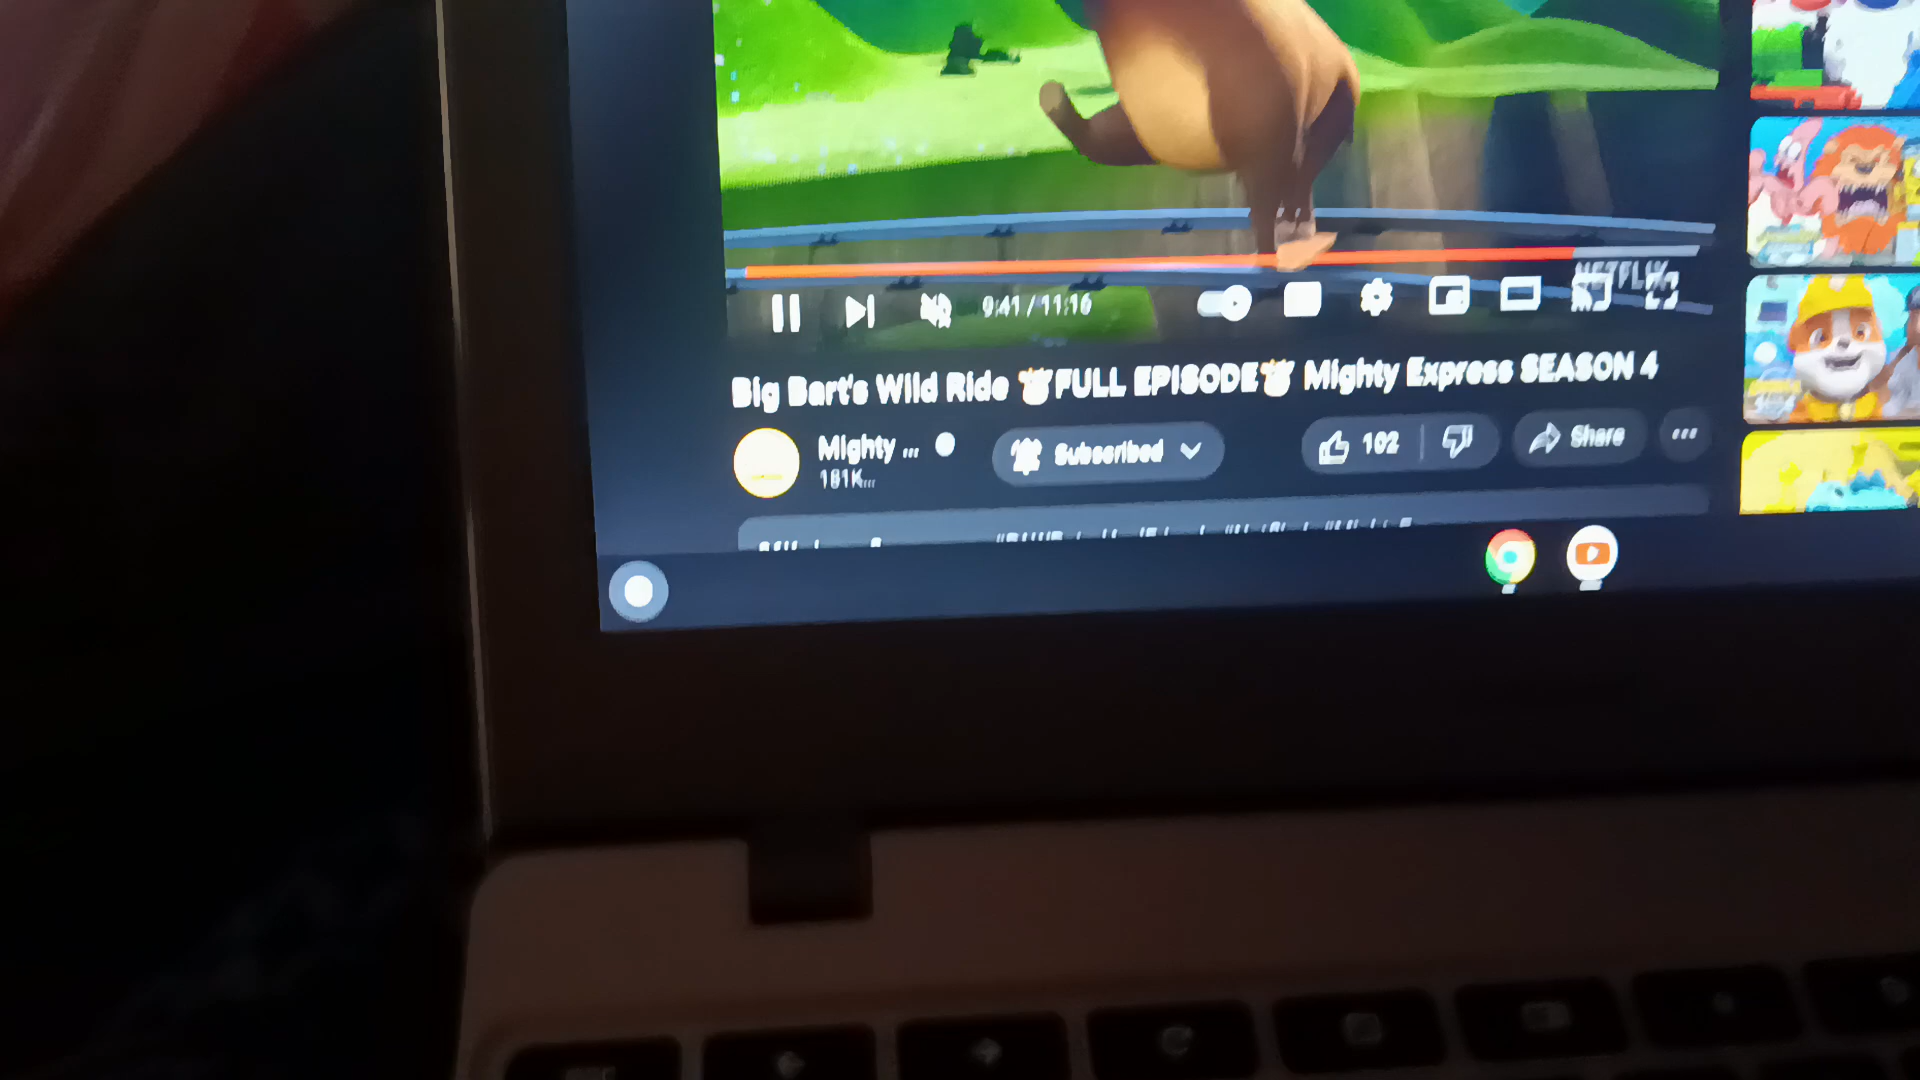 NETFLIX
9:41 / 11:16
Big Bart's Wild Ride 🐮FULL EPISODE🐮 Mighty Express SEASON 4
Mighty ...
181K...
Subscribed
102
Share